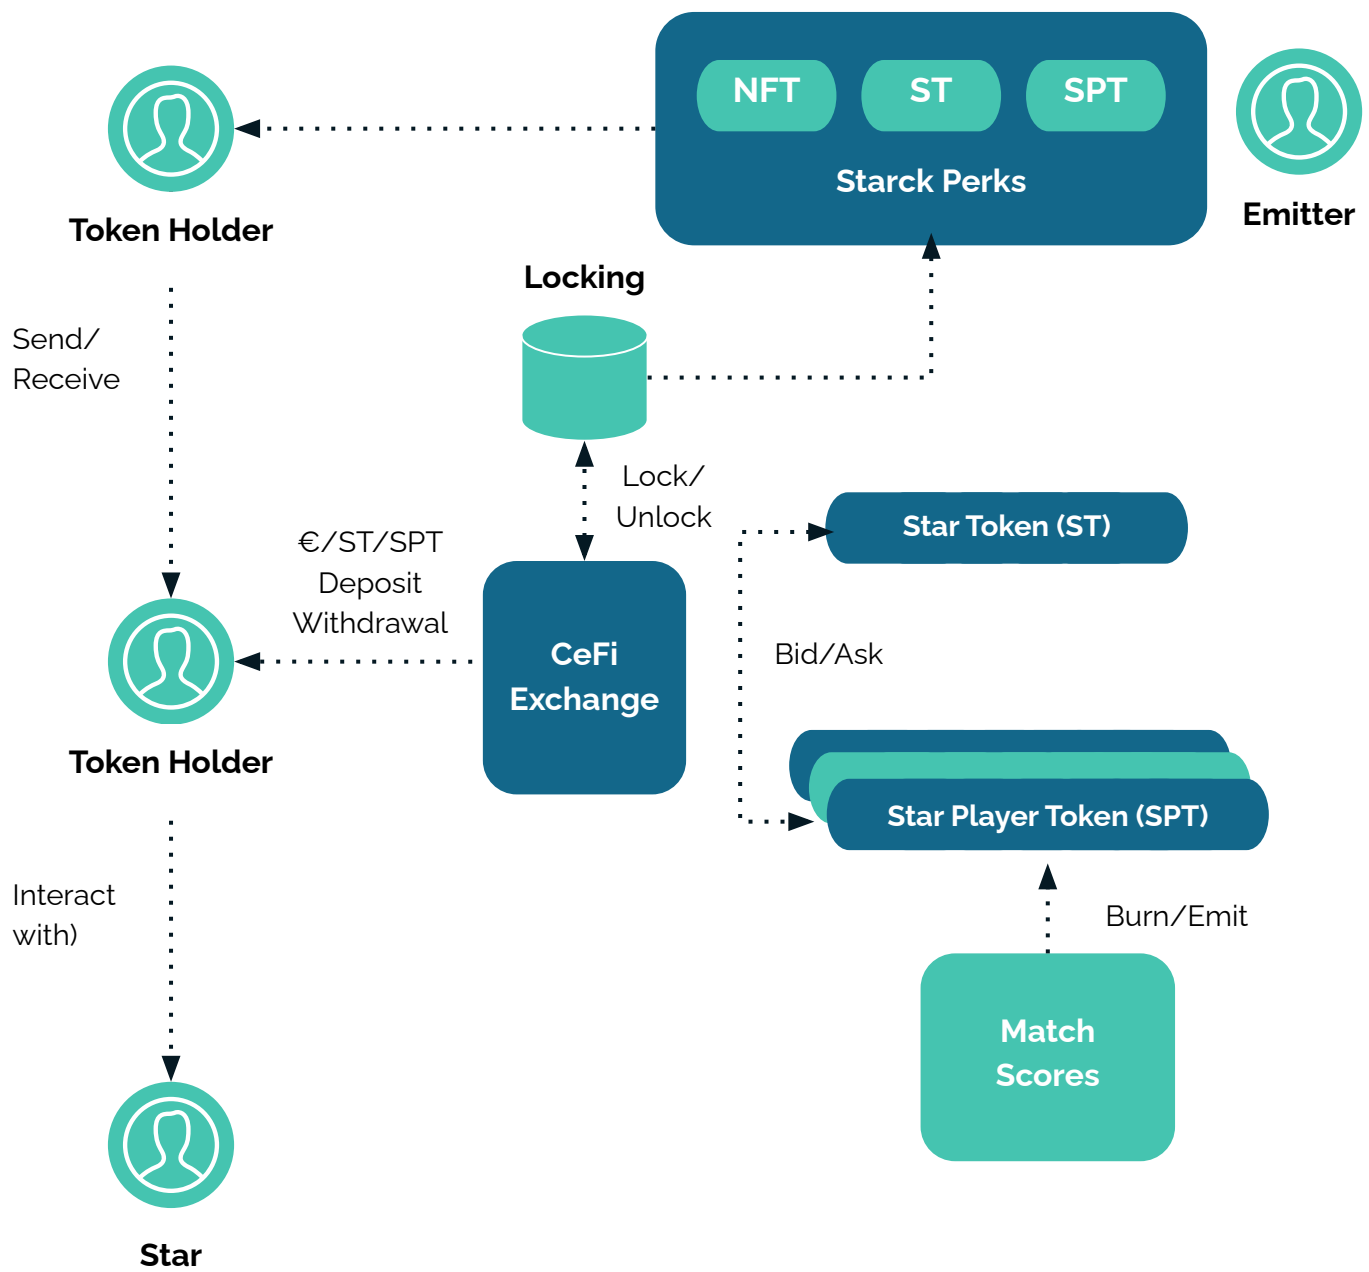 NFT
ST
SPT
Starck Perks
Emitter
Token Holder
Locking
Send/
Receive
Lock/
Unlock
€/ST/SPT
Deposit
Withdrawal
Star Token (ST)
CeFi
Exchange
Bid/Ask
Token Holder
Star Player Token (SPT)
Interact
with)
Burn/Emit
Match
Scores
Star